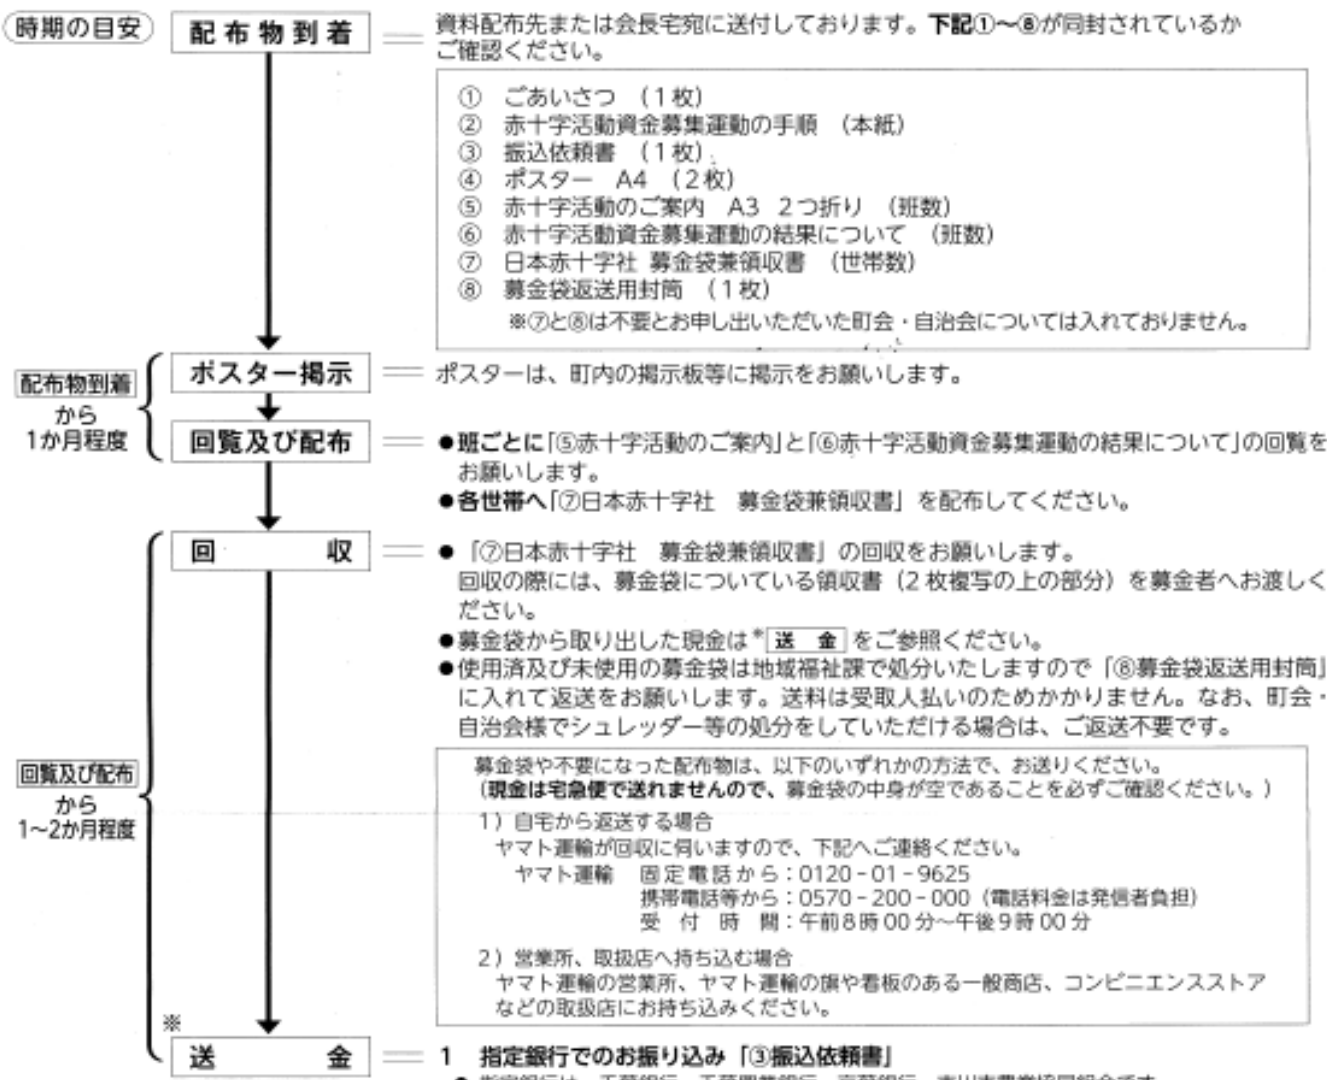 時期の目安
配布物到着
資料配布先または会長宅宛に送付しております。下記①～⑧が同封されているか
ご確認ください。
① ごあいさつ （1枚）
② 赤十字活動資金募集運動の手順 （本紙）
③ 振込依頼書 （1枚）
④ ポスター A4 （2枚）
⑤ 赤十字活動のご案内 A3 2つ折り （班数）
⑥ 赤十字活動資金募集運動の結果について （班数）
⑦ 日本赤十字社 募金袋兼領収書 （世帯数）
⑧ 募金袋返送用封筒 （1枚）
※⑦と⑧は不要とお申し出いただいた町会・自治会については入れておりません。
配布物到着
から
1か月程度
ポスター掲示
ポスターは、町内の掲示板等に掲示をお願いします。
回覧及び配布
●班ごとに「⑤赤十字活動のご案内」と「⑥赤十字活動資金募集運動の結果について」の回覧を
お願いします。
●各世帯へ「⑦日本赤十字社 募金袋兼領収書」を配布してください。
回覧及び配布
から
1～2か月程度
回 収
●「⑦日本赤十字社 募金袋兼領収書」の回収をお願いします。
回収の際には、募金袋についている領収書（2枚複写の上の部分）を募金者へお渡しく
ださい。
●募金袋から取り出した現金は*送 金をご参照ください。
●使用済及び未使用の募金袋は地域福祉課で処分いたしますので「⑧募金袋返送用封筒」
に入れて返送をお願いします。送料は受取人払いのためかかりません。なお、町会・
自治会様でシュレッダー等の処分をしていただける場合は、ご返送不要です。
募金袋や不要になった配布物は、以下のいずれかの方法で、お送りください。
（現金は宅急便で送れませんので、募金袋の中身が空であることを必ずご確認ください。）
1）自宅から返送する場合
ヤマト運輸が回収に伺いますので、下記へご連絡ください。
ヤマト運輸 固定電話から：0120-01-9625
携帯電話等から：0570-200-000（電話料金は発信者負担）
受付時間：午前8時00分～午後9時00分
2）営業所、取扱店へ持ち込む場合
ヤマト運輸の営業所、ヤマト運輸の旗や看板のある一般商店、コンビニエンスストア
などの取扱店にお持ち込みください。
※
送 金
1 指定銀行でのお振り込み「③振込依頼書」